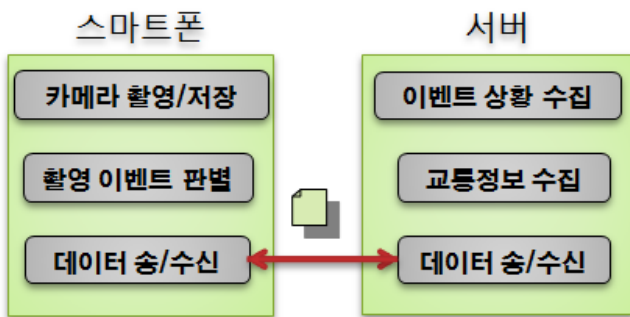 스마트폰
카메라 촬영/저장
촬영 이벤트 판별
데이터 송/수신
서버
이벤트 상황 수집
교통정보 수집
데이터 송/수신